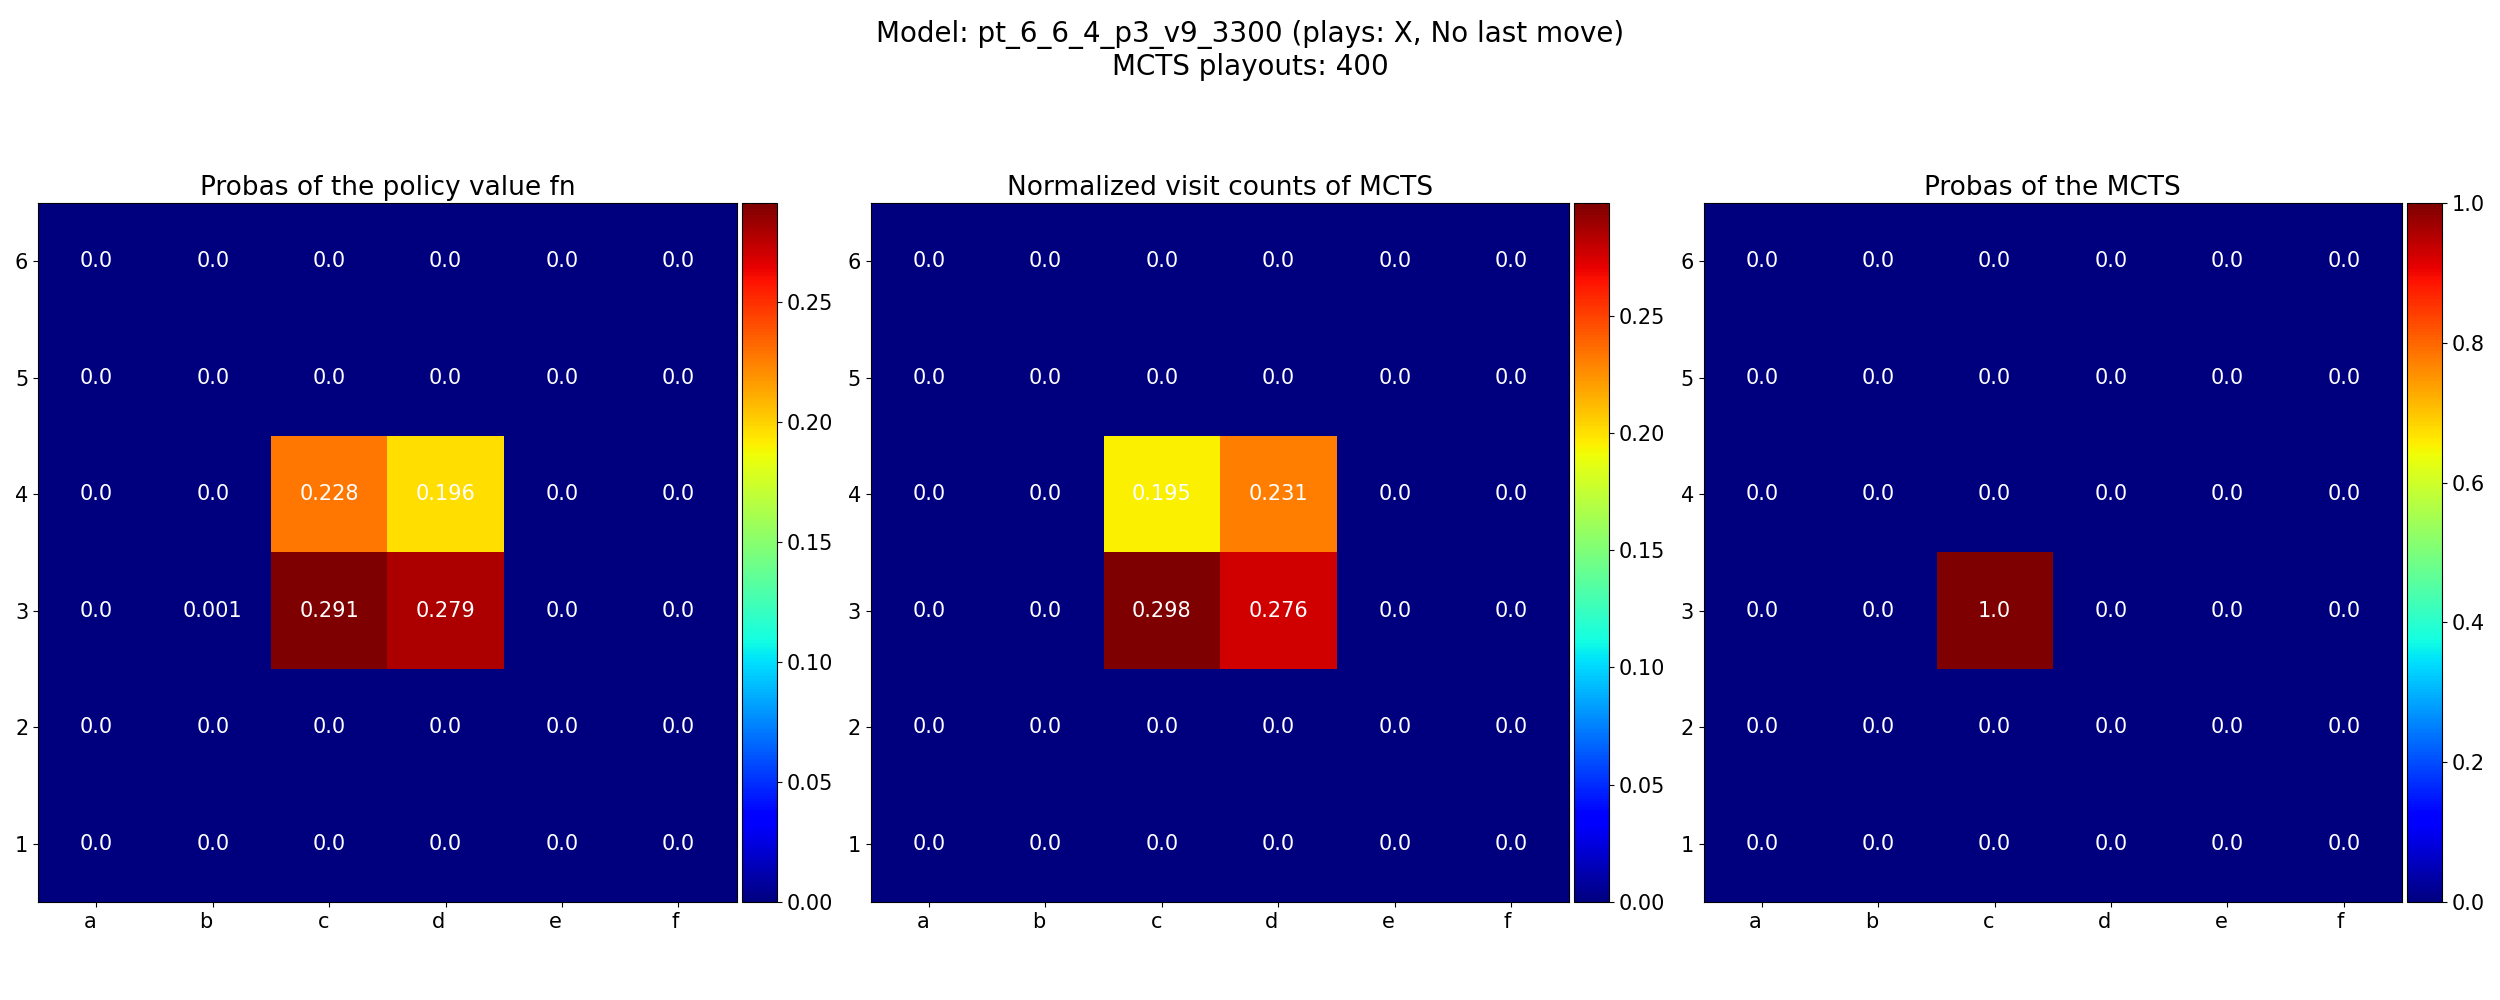 Model: pt_6_6_4_p3_v9_3300 (plays: X, No last move)
MCTS playouts: 400
Probas of the policy value fn
6 0.0 0.0 0.0 0.0 0.0 0.0
5 0.0 0.0 0.0 0.0 0.0 0.0
4 0.0 0.0 0.228 0.196 0.0 0.0
3 0.0 0.001 0.291 0.279 0.0 0.0
2 0.0 0.0 0.0 0.0 0.0 0.0
1 0.0 0.0 0.0 0.0 0.0 0.0
a b c d e f
0.25
0.20
0.15
0.10
0.05
0.00
Normalized visit counts of MCTS
6 0.0 0.0 0.0 0.0 0.0 0.0
5 0.0 0.0 0.0 0.0 0.0 0.0
4 0.0 0.0 0.195 0.231 0.0 0.0
3 0.0 0.0 0.298 0.276 0.0 0.0
2 0.0 0.0 0.0 0.0 0.0 0.0
1 0.0 0.0 0.0 0.0 0.0 0.0
a b c d e f
0.25
0.20
0.15
0.10
0.05
0.00
Probas of the MCTS
6 0.0 0.0 0.0 0.0 0.0 0.0
5 0.0 0.0 0.0 0.0 0.0 0.0
4 0.0 0.0 0.0 0.0 0.0 0.0
3 0.0 0.0 1.0 0.0 0.0 0.0
2 0.0 0.0 0.0 0.0 0.0 0.0
1 0.0 0.0 0.0 0.0 0.0 0.0
a b c d e f
1.0
0.8
0.6
0.4
0.2
0.0